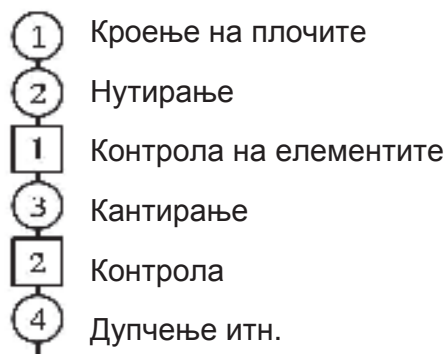 1 Кроење на плочите
2 Нутирање
1 Контрола на елементите
3 Кантирање
2 Контрола
4 Дупчење итн.